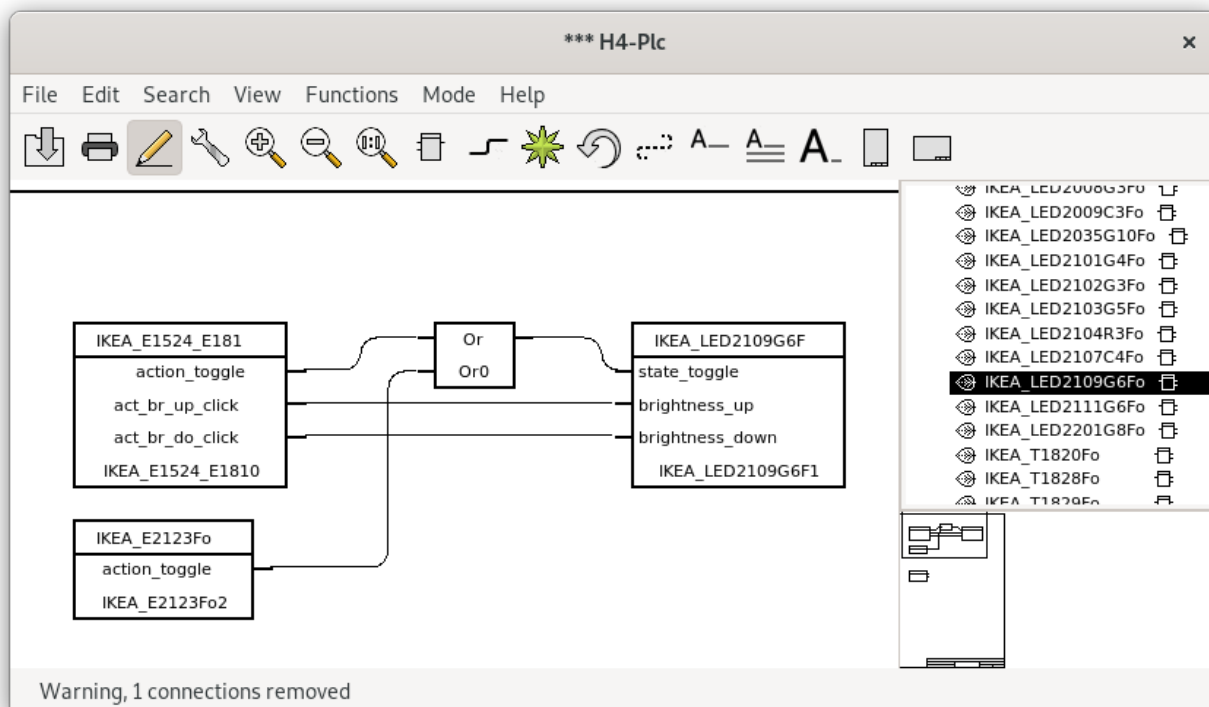 *** H4-Plc
×
File Edit Search View Functions Mode Help
A A A
IKEA_LED2008G3Fo
IKEA_LED2009C3Fo
IKEA_LED2035G10Fo
IKEA_LED2101G4Fo
IKEA_LED2102G3Fo
IKEA_LED2103G5Fo
IKEA_LED2104R3Fo
IKEA_LED2107C4Fo
IKEA_LED2109G6Fo
IKEA_LED2111G6Fo
IKEA_LED2201G8Fo
IKEA_T1820Fo
IKEA_T1828Fo
IKEA_T1829Fo
IKEA_E1524_E181
action_toggle
act_br_up_click
act_br_do_click
IKEA_E1524_E1810
Or
Or0
IKEA_LED2109G6F
state_toggle
brightness_up
brightness_down
IKEA_LED2109G6F1
IKEA_E2123Fo
action_toggle
IKEA_E2123Fo2
Warning, 1 connections removed